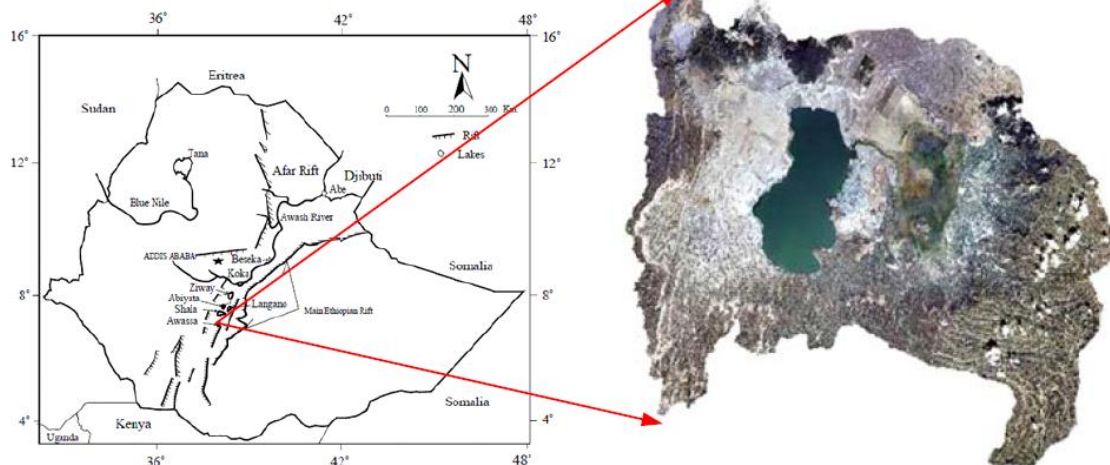 36° 42° 48°
16° 16°
N
Eritrea
Sudan
0 100 200 300 Km
Rift
Lakes
Tana
12° 12°
Afar Rift
Djibuti
Abe
Blue Nile
Awash River
ADDIS ABABA
Beseka
Koka
Somalia
Ziway
8° 8°
Abiyata
Langano
Shala
Main Ethiopian Rift
Awassa
Somalia
4° 4°
Kenya
Uganda
36° 42° 48°